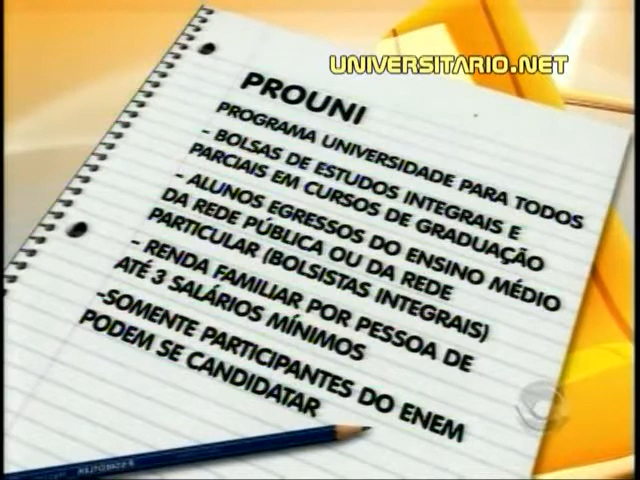 UNIVERSITARIO.NET
PROUNI
PROGRAMA UNIVERSIDADE PARA TODOS
- BOLSAS DE ESTUDOS INTEGRAIS E
PARCIAIS EM CURSOS DE GRADUAÇÃO
- ALUNOS EGRESSOS DO ENSINO MÉDIO
DA REDE PÚBLICA OU DA REDE
PARTICULAR (BOLSISTAS INTEGRAIS)
- RENDA FAMILIAR POR PESSOA DE
ATÉ 3 SALÁRIOS MÍNIMOS
-SOMENTE PARTICIPANTES DO ENEM
PODEM SE CANDIDATAR